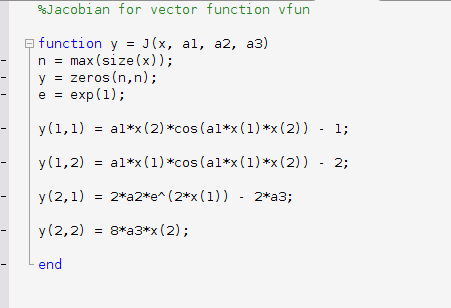 %Jacobian for vector function vfun
function y = J(x, a1, a2, a3)
n = max(size(x));
y = zeros(n,n);
e = exp(1);
y(1,1) = a1*x(2)*cos(a1*x(1)*x(2)) - 1;
y(1,2) = a1*x(1)*cos(a1*x(1)*x(2)) - 2;
y(2,1) = 2*a2*e^(2*x(1)) - 2*a3;
y(2,2) = 8*a3*x(2);
end